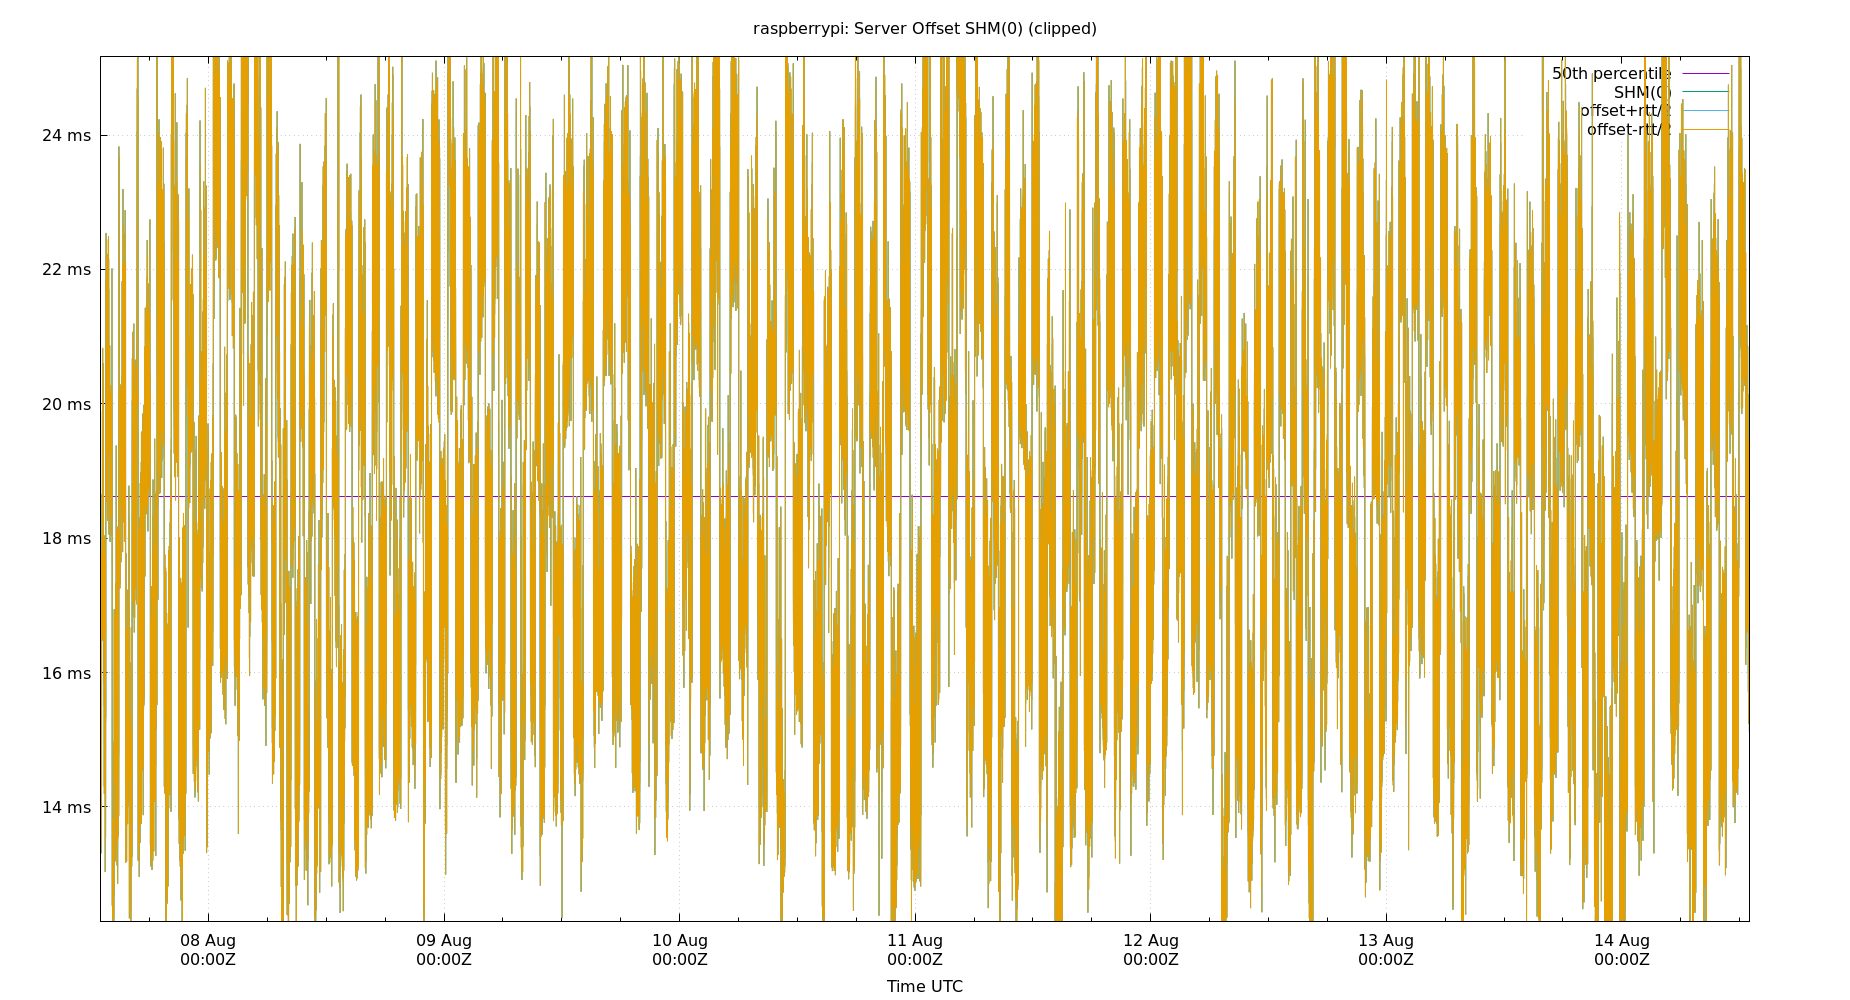 raspberrypi: Server Offset SHM(0) (clipped)
50th percentile
SHM(0)
offset+rtt/2
offset-rtt/2
24 ms
22 ms
20 ms
18 ms
16 ms
14 ms
08 Aug 09 Aug 10 Aug 11 Aug 12 Aug 13 Aug 14 Aug
00:00Z 00:00Z 00:00Z 00:00Z 00:00Z 00:00Z 00:00Z
Time UTC